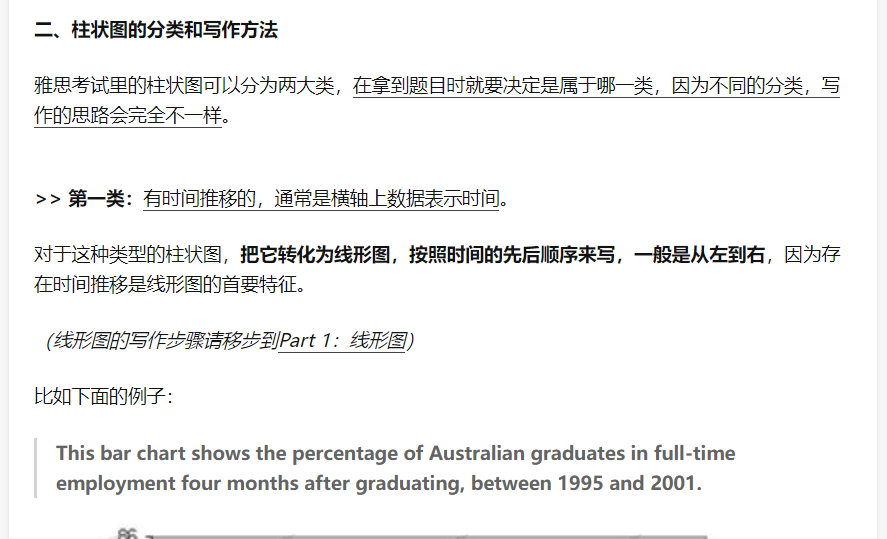 二、柱状图的分类和写作方法
雅思考试里的柱状图可以分为两大类，在拿到题目时就要决定是属于哪一类，因为不同的分类，写
作的思路会完全不一样。
>> 第一类：有时间推移的，通常是横轴上数据表示时间。
对于这种类型的柱状图，把它转化为线形图，按照时间的先后顺序来写，一般是从左到右，因为存
在时间推移是线形图的首要特征。
（线形图的写作步骤请移步到Part 1：线形图）
比如下面的例子：
This bar chart shows the percentage of Australian graduates in full-time
employment four months after graduating, between 1995 and 2001.